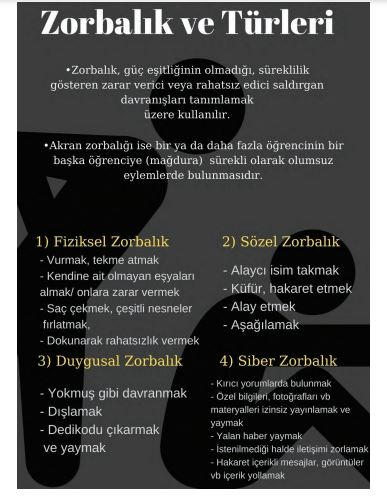 Zorbalık ve Türleri
•Zorbalık, güç eşitliğinin olmadığı, süreklilik
gösteren zarar verici veya rahatsız edici saldırgan
davranışları tanımlamak
üzere kullanılır.
•Akran zorbalığı ise bir ya da daha fazla öğrencinin bir
başka öğrenciye (mağdura) sürekli olarak olumsuz
eylemlerde bulunmasıdır.
1) Fiziksel Zorbalık
- Vurmak, tekme atmak
- Kendine ait olmayan eşyaları
almak/ onlara zarar vermek
- Saç çekmek, çeşitli nesneler
fırlatmak,
- Dokunarak rahatsızlık vermek
2) Sözel Zorbalık
- Alaycı isim takmak
- Küfür, hakaret etmek
- Alay etmek
- Aşağılamak
3) Duygusal Zorbalık
- Yokmuş gibi davranmak
- Dışlamak
- Dedikodu çıkarmak
ve yaymak
4) Siber Zorbalık
- Kırıcı yorumlarda bulunmak
- Özel bilgileri, fotoğrafları vb
materyalleri izinsiz yayınlamak ve
yaymak
- Yalan haber yaymak
- İstenilmediği halde iletişimi zorlamak
- Hakaret içerikli mesajlar, görüntüler
vb içerik yollamak